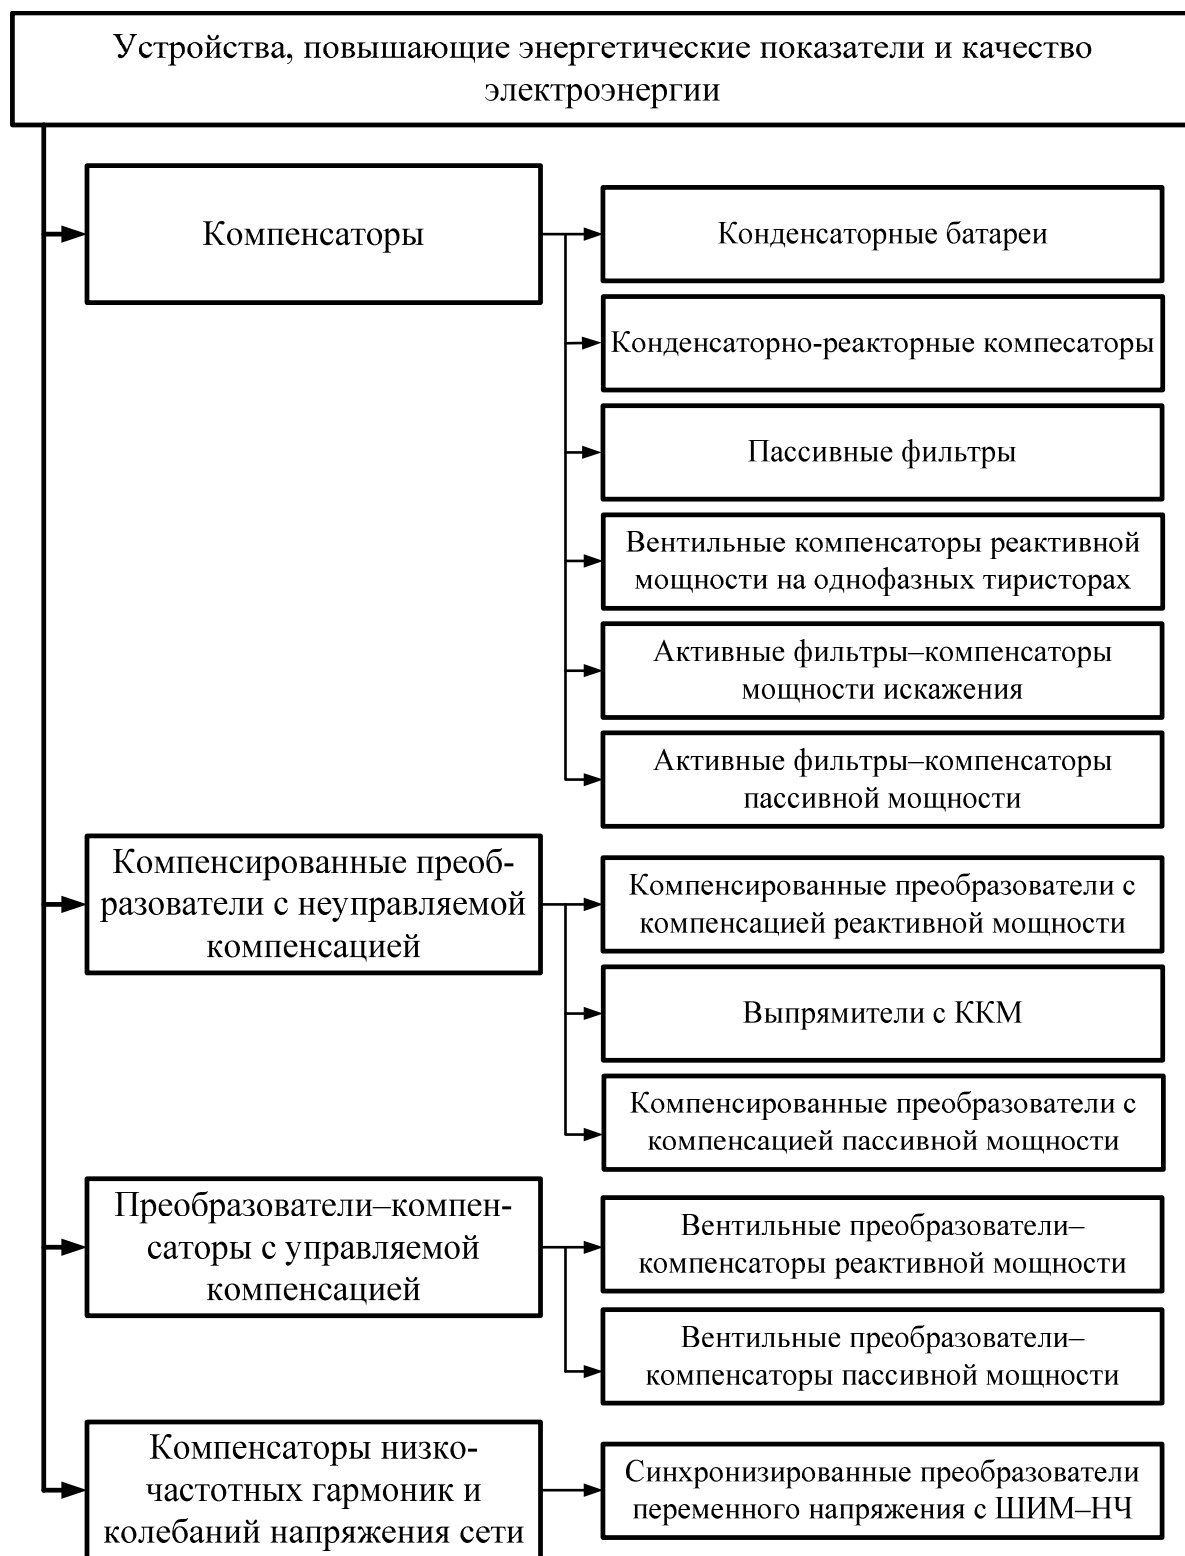 Устройства, повышающие энергетические показатели и качество
электроэнергии
Компенсаторы
Конденсаторные батареи
Конденсаторно-реакторные компесаторы
Пассивные фильтры
Вентильные компенсаторы реактивной
мощности на однофазных тиристорах
Активные фильтры–компенсаторы
мощности искажения
Активные фильтры–компенсаторы
пассивной мощности
Компенсированные преоб-
разователи с неуправляемой
компенсацией
Компенсированные преобразователи с
компенсацией реактивной мощности
Выпрямители с ККМ
Компенсированные преобразователи с
компенсацией пассивной мощности
Преобразователи–компен-
саторы с управляемой
компенсацией
Вентильные преобразователи–
компенсаторы реактивной мощности
Вентильные преобразователи–
компенсаторы пассивной мощности
Компенсаторы низко-
частотных гармоник и
колебаний напряжения сети
Синхронизированные преобразователи
переменного напряжения с ШИМ–НЧ